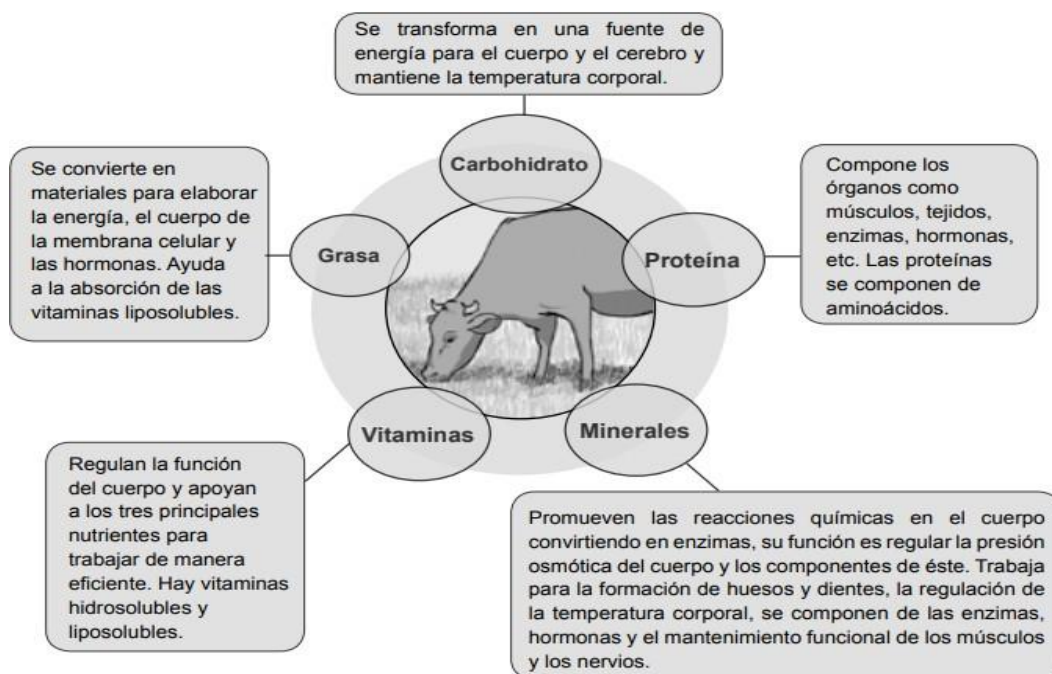 Se transforma en una fuente de
energía para el cuerpo y el cerebro y
mantiene la temperatura corporal.
Carbohidrato
Se convierte en
materiales para elaborar
la energía, el cuerpo de
la membrana celular y
las hormonas. Ayuda
a la absorción de las
vitaminas liposolubles.
Grasa
Proteína
Compone los
órganos como
músculos, tejidos,
enzimas, hormonas,
etc. Las proteínas
se componen de
aminoácidos.
Vitaminas
Minerales
Regulan la función
del cuerpo y apoyan
a los tres principales
nutrientes para
trabajar de manera
eficiente. Hay vitaminas
hidrosolubles y
liposolubles.
Promueven las reacciones químicas en el cuerpo
convirtiendo en enzimas, su función es regular la presión
osmótica del cuerpo y los componentes de éste. Trabaja
para la formación de huesos y dientes, la regulación de
la temperatura corporal, se componen de las enzimas,
hormonas y el mantenimiento funcional de los músculos
y los nervios.